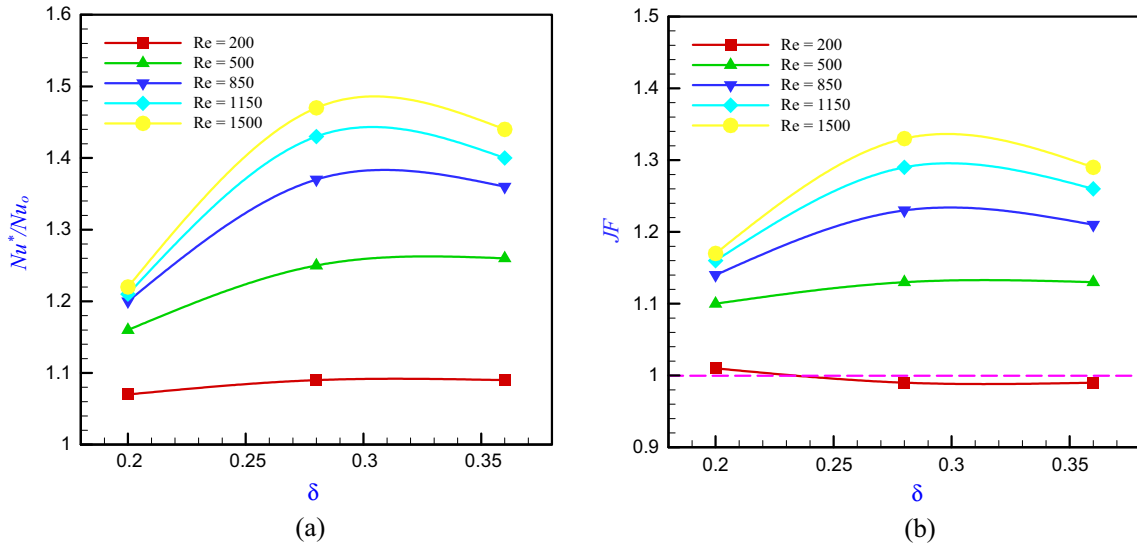 1.6
1.5
1.4
1.3
1.2
1.1
1
Nu*/Nuo
Re = 200
Re = 500
Re = 850
Re = 1150
Re = 1500
0.2 0.25 0.3 0.35
δ
(a)
1.5
1.4
1.3
1.2
1.1
1
0.9
JF
Re = 200
Re = 500
Re = 850
Re = 1150
Re = 1500
0.2 0.25 0.3 0.35
δ
(b)